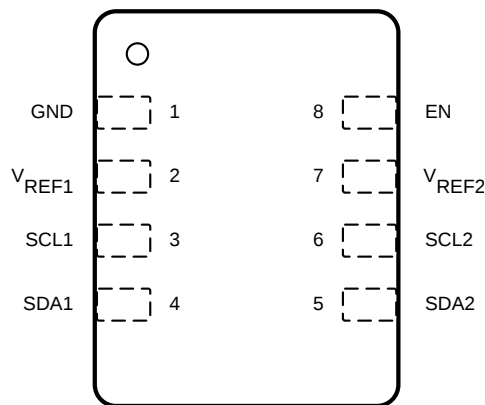 GND 1 8 EN
VREF1 2 7 VREF2
SCL1 3 6 SCL2
SDA1 4 5 SDA2